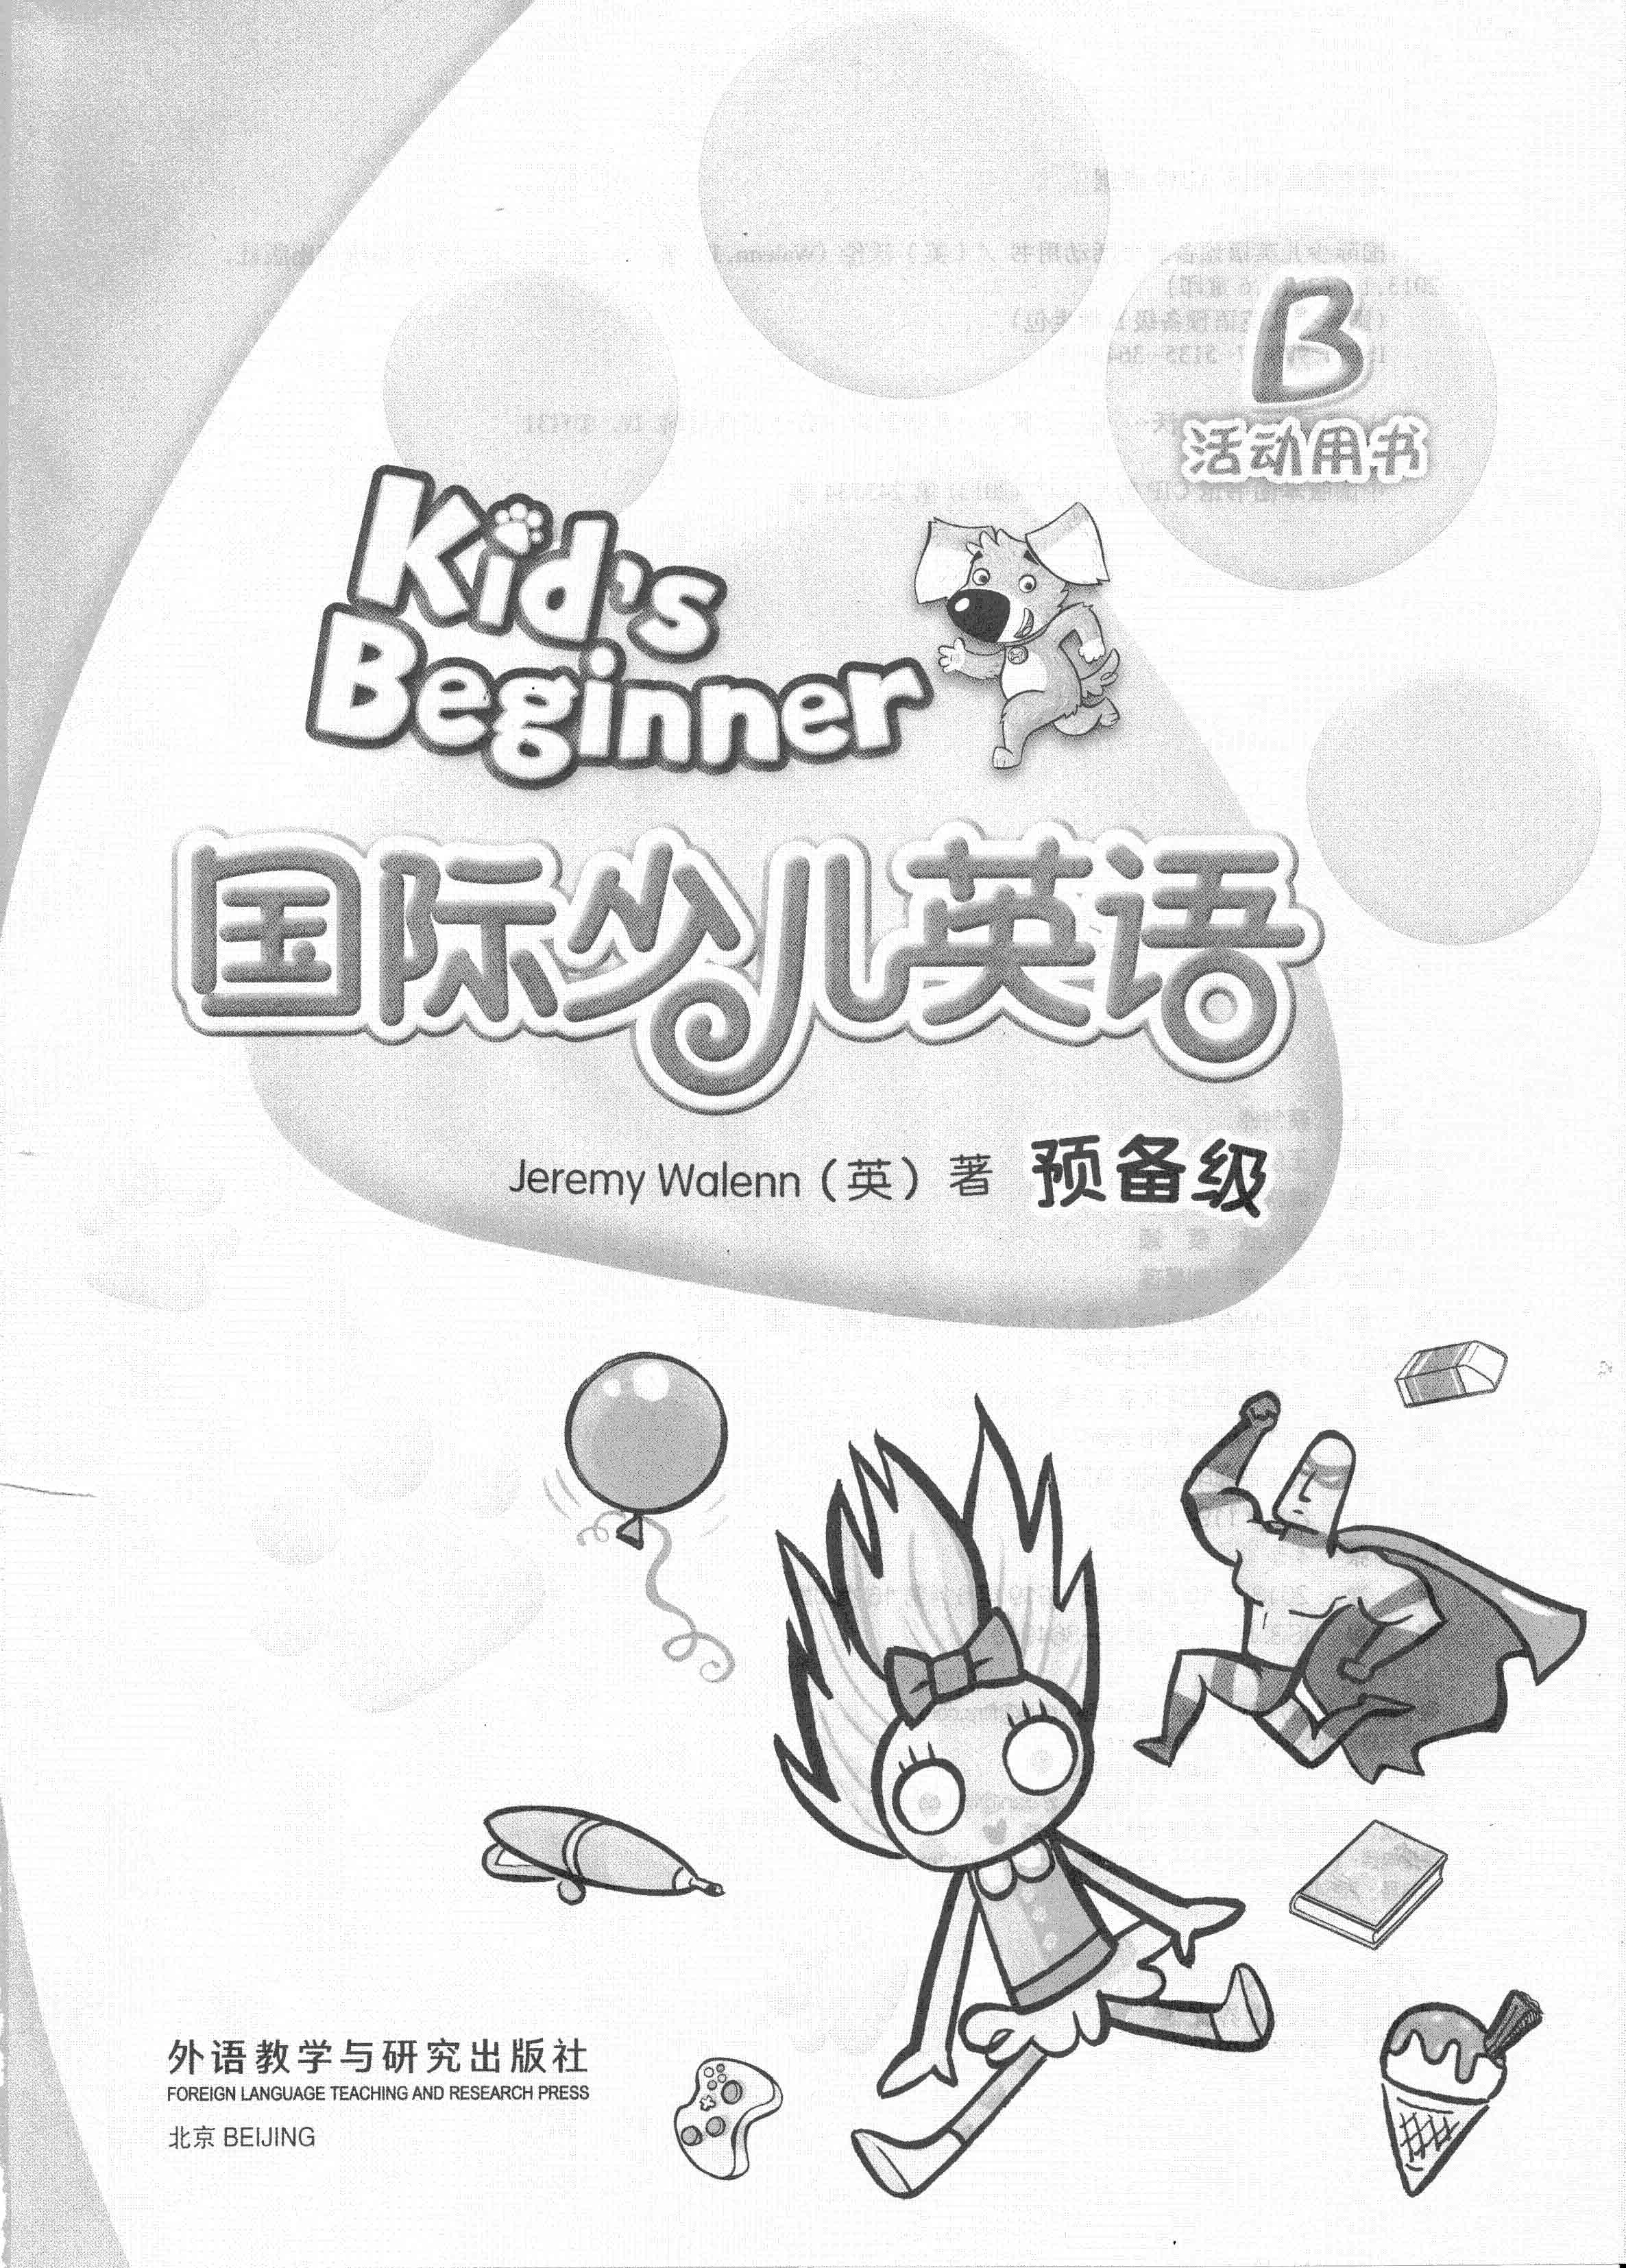 B
活动用书
Kid's
Beginner
国际少儿英语
Jeremy Walenn（英）著 预备级
外语教学与研究出版社
FOREIGN LANGUAGE TEACHING AND RESEARCH PRESS
北京 BEIJING